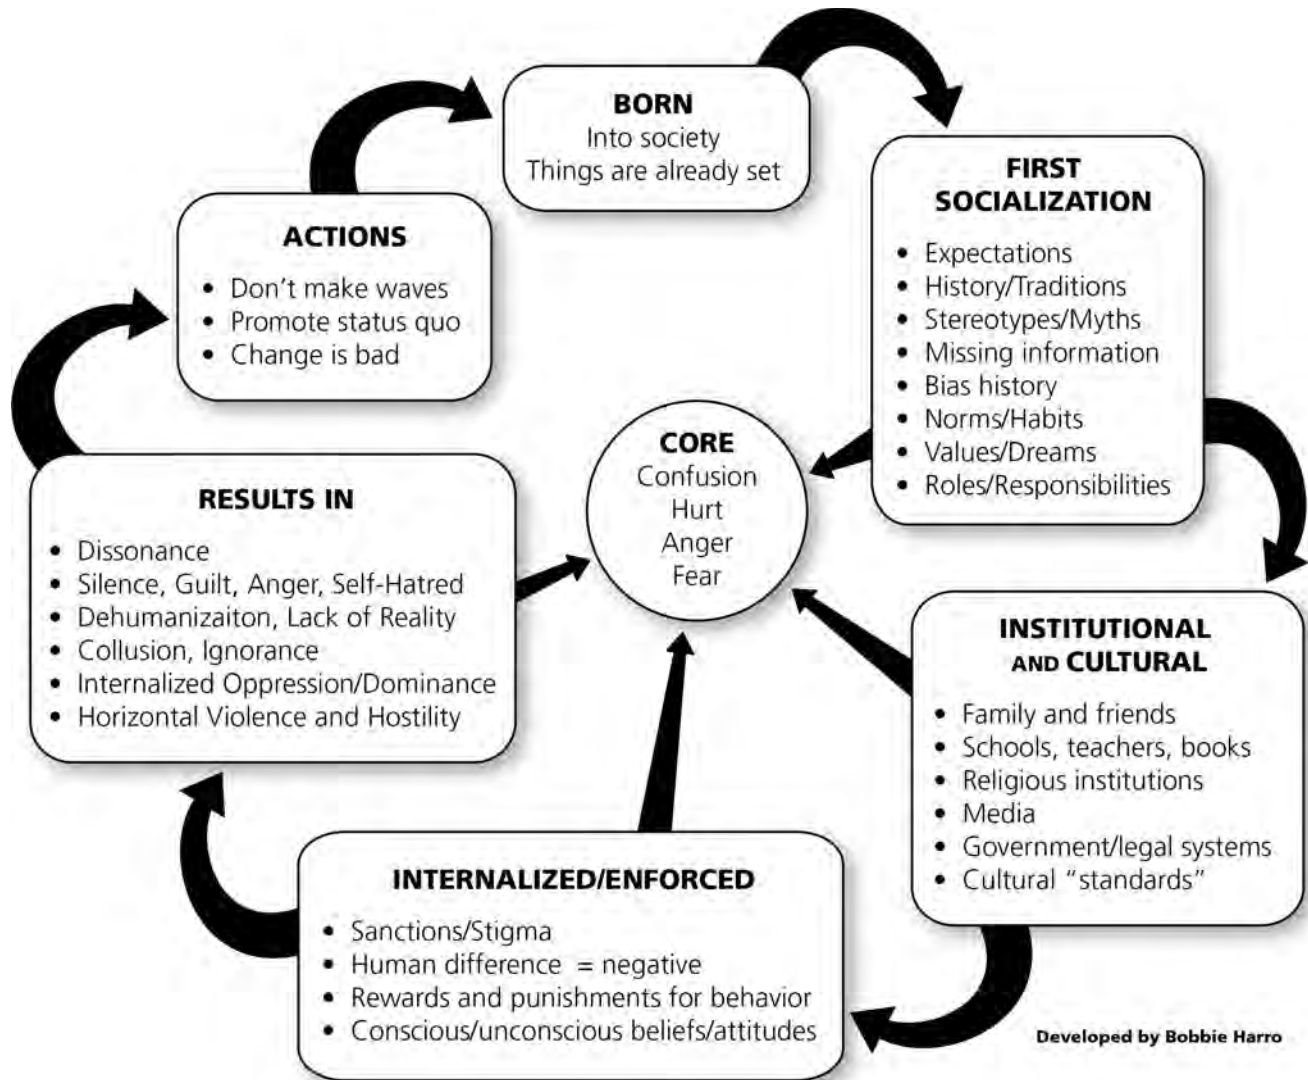 BORN
Into society
Things are already set
FIRST
SOCIALIZATION
• Expectations
• History/Traditions
• Stereotypes/Myths
• Missing information
• Bias history
• Norms/Habits
• Values/Dreams
• Roles/Responsibilities
INSTITUTIONAL
AND CULTURAL
• Family and friends
• Schools, teachers, books
• Religious institutions
• Media
• Government/legal systems
• Cultural “standards”
INTERNALIZED/ENFORCED
• Sanctions/Stigma
• Human difference = negative
• Rewards and punishments for behavior
• Conscious/unconscious beliefs/attitudes
RESULTS IN
• Dissonance
• Silence, Guilt, Anger, Self-Hatred
• Dehumanizaiton, Lack of Reality
• Collusion, Ignorance
• Internalized Oppression/Dominance
• Horizontal Violence and Hostility
ACTIONS
• Don’t make waves
• Promote status quo
• Change is bad
CORE
Confusion
Hurt
Anger
Fear
Developed by Bobbie Harro